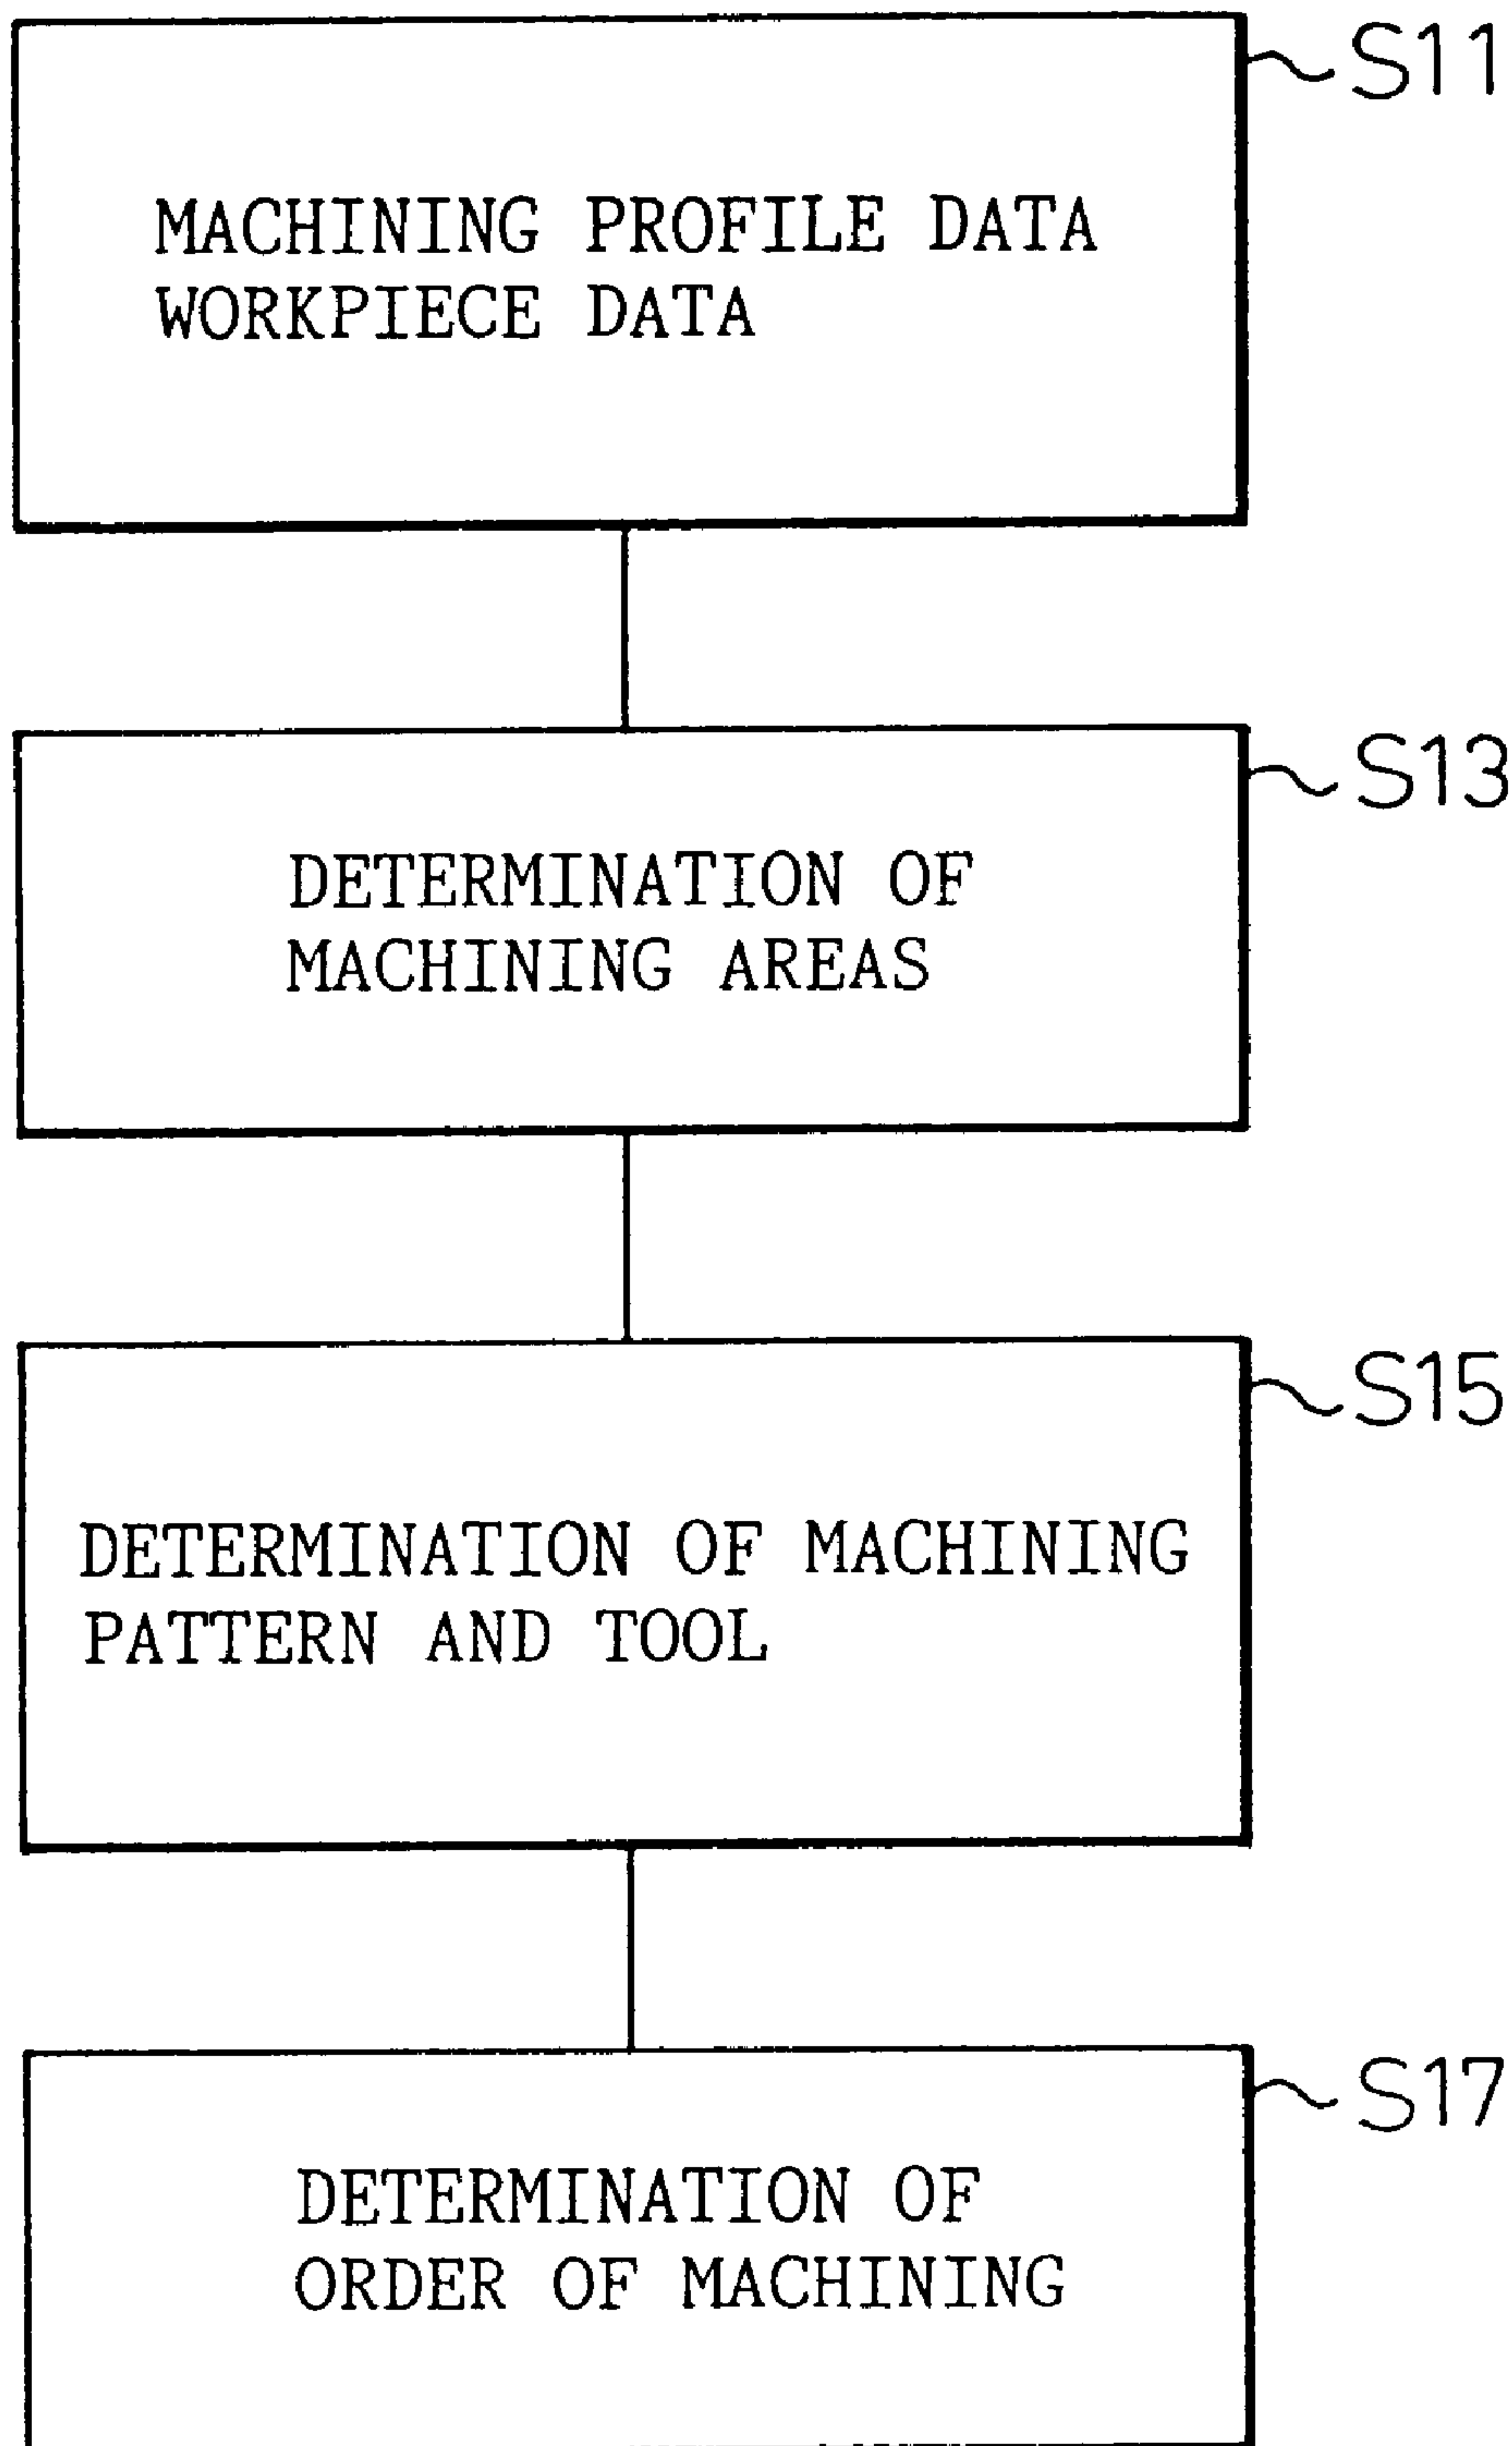 S11
MACHINING PROFILE DATA
WORKPIECE DATA
S13
DETERMINATION OF
MACHINING AREAS
S15
DETERMINATION OF MACHINING
PATTERN AND TOOL
S17
DETERMINATION OF
ORDER OF MACHINING